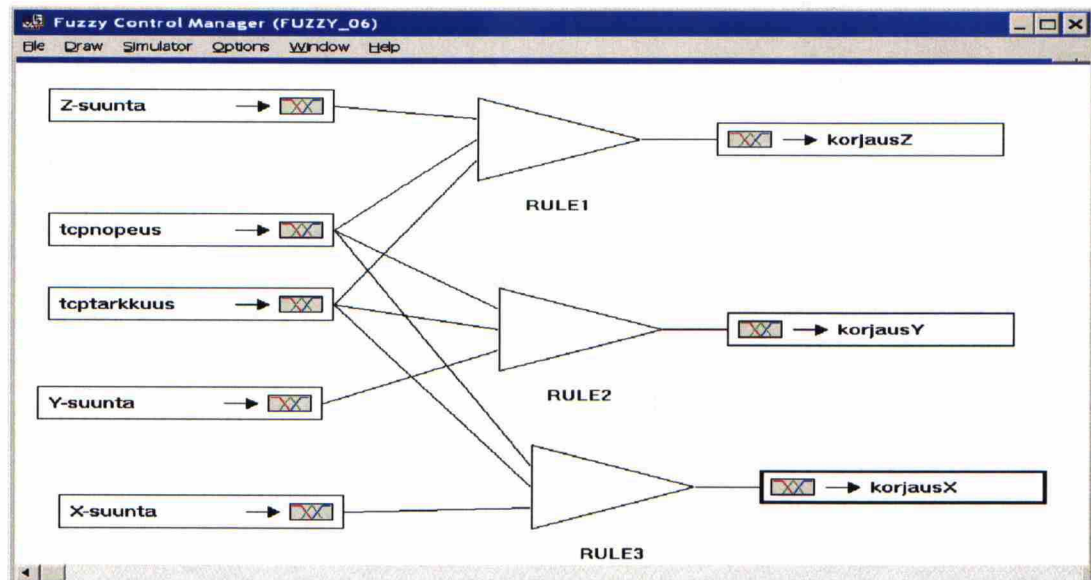 Fuzzy Control Manager (FUZZY_06)
File Draw Simulator Options Window Help
Z-suunta
korjausZ
RULE1
tcpnopeus
tcptarkkuus
korjausY
RULE2
Y-suunta
korjausX
X-suunta
RULE3